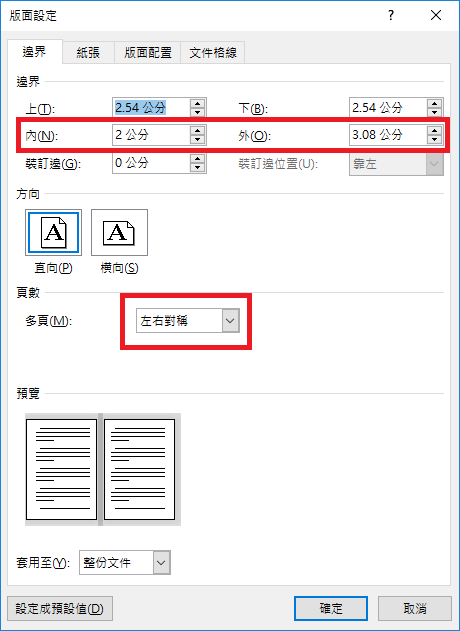 版面設定
邊界 紙張 版面配置 文件格線
邊界
上(T): 2.54 公分 下(B): 2.54 公分
內(N): 2 公分 外(O): 3.08 公分
裝訂邊(G): 0 公分 裝訂邊位置(U): 靠左
方向
A A
直向(P) 橫向(S)
頁數
多頁(M): 左右對稱
預覽
套用至(Y): 整份文件
設定成預設值(D) 確定 取消